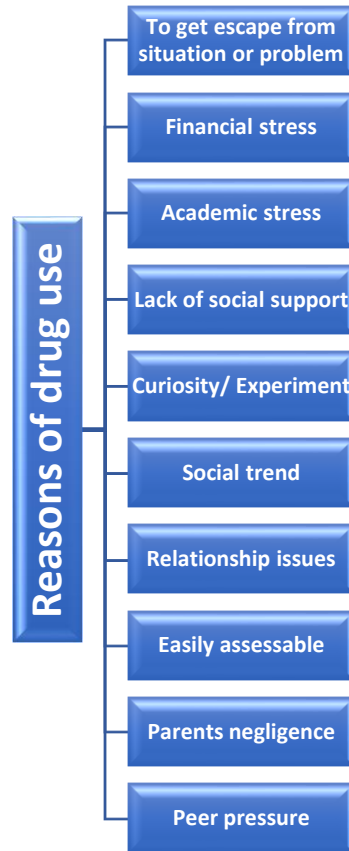 Reasons of drug use
To get escape from
situation or problem
Financial stress
Academic stress
Lack of social support
Curiosity/ Experiment
Social trend
Relationship issues
Easily assessable
Parents negligence
Peer pressure